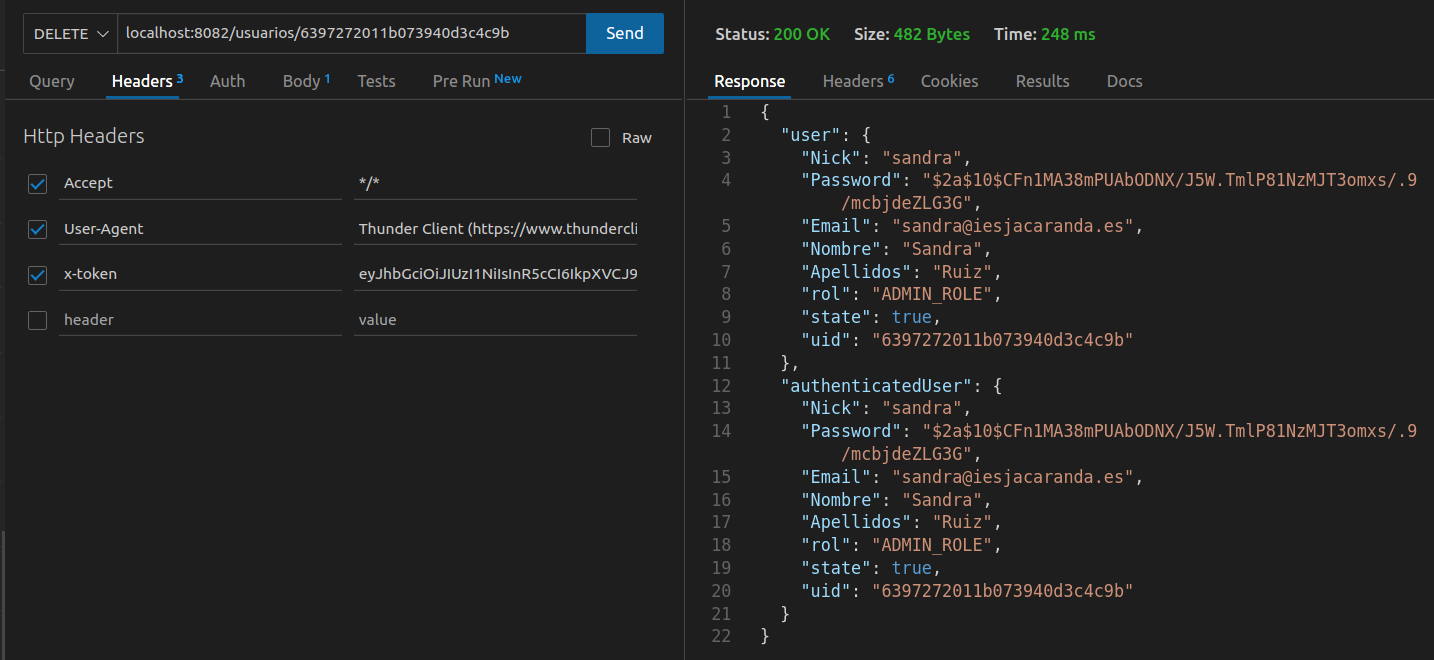 DELETE localhost:8082/usuarios/6397272011b073940d3c4c9b Send
Query Headers 3 Auth Body 1 Tests Pre Run New
Http Headers Raw
Accept */*
User-Agent Thunder Client (https://www.thundercli
x-token eyJhbGciOiJIUzI1NiIsInR5cCI6IkpXVCJ9
header value
Status: 200 OK Size: 482 Bytes Time: 248 ms
Response Headers 6 Cookies Results Docs
1 {
2 "user": {
3 "Nick": "sandra",
4 "Password": "$2a$10$CFn1MA38mPUAbODNX/J5W.TmlP81NzMJT3omxs/.9
/mcbjdeZLG3G",
5 "Email": "sandra@iesjacaranda.es",
6 "Nombre": "Sandra",
7 "Apellidos": "Ruiz",
8 "rol": "ADMIN_ROLE",
9 "state": true,
10 "uid": "6397272011b073940d3c4c9b"
11 },
12 "authenticatedUser": {
13 "Nick": "sandra",
14 "Password": "$2a$10$CFn1MA38mPUAbODNX/J5W.TmlP81NzMJT3omxs/.9
/mcbjdeZLG3G",
15 "Email": "sandra@iesjacaranda.es",
16 "Nombre": "Sandra",
17 "Apellidos": "Ruiz",
18 "rol": "ADMIN_ROLE",
19 "state": true,
20 "uid": "6397272011b073940d3c4c9b"
21 }
22 }